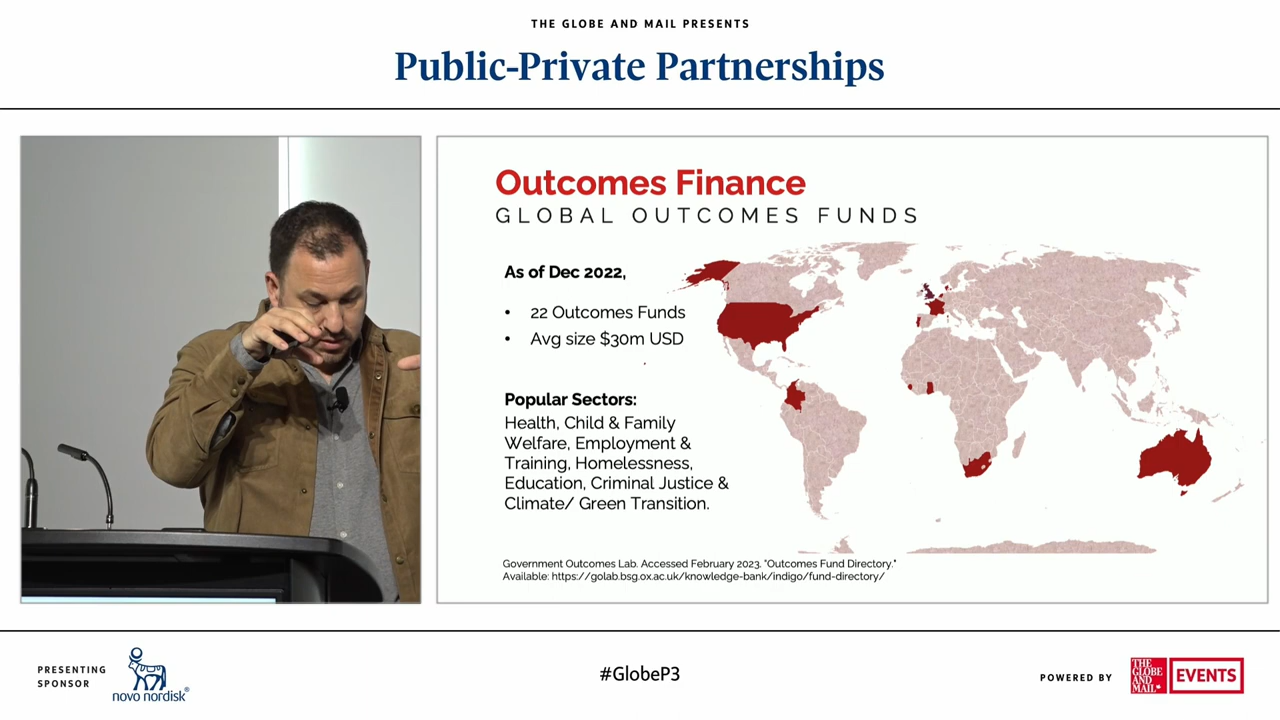 THE GLOBE AND MAIL PRESENTS
Public-Private Partnerships
Outcomes Finance
GLOBAL OUTCOMES FUNDS
As of Dec 2022,
• 22 Outcomes Funds
• Avg size $30m USD
Popular Sectors:
Health, Child & Family
Welfare, Employment &
Training, Homelessness,
Education, Criminal Justice &
Climate/ Green Transition.
Government Outcomes Lab. Accessed February 2023. "Outcomes Fund Directory."
Available: https://golab.bsg.ox.ac.uk/knowledge-bank/indigo/fund-directory/
PRESENTING
SPONSOR
novo nordisk®
#GlobeP3
POWERED BY
THE
GLOBE
AND
MAIL
EVENTS